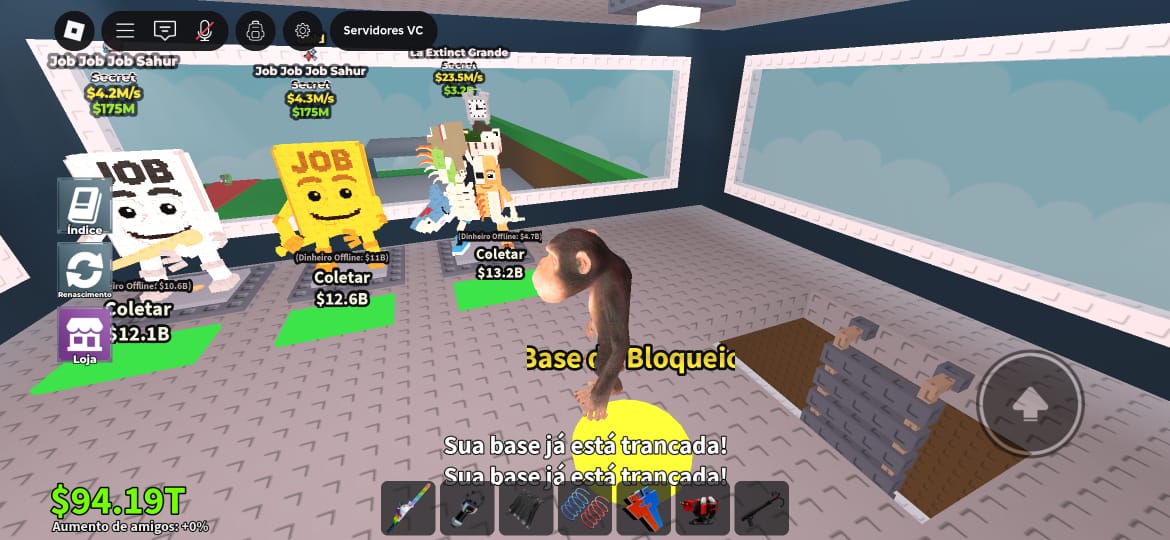 Servidores VC
Job Job Job Sahur
Secret
$4.2M/s
$175M
Job Job Job Sahur
Secret
$4.3M/s
$175M
La Extinct Grande
Secret
$23.5M/s
JOB
JOB
Índice
Renascimento
Loja
Offline: $10.6B)
Coletar
$12.1B
(Dinheiro Offline: $11B)
Coletar
$12.6B
(Dinheiro Offline: $4.7B)
Coletar
$13.2B
Base de Bloqueio
Sua base já está trancada!
Sua base já está trancada!
$94.19T
Aumento de amigos: +0%